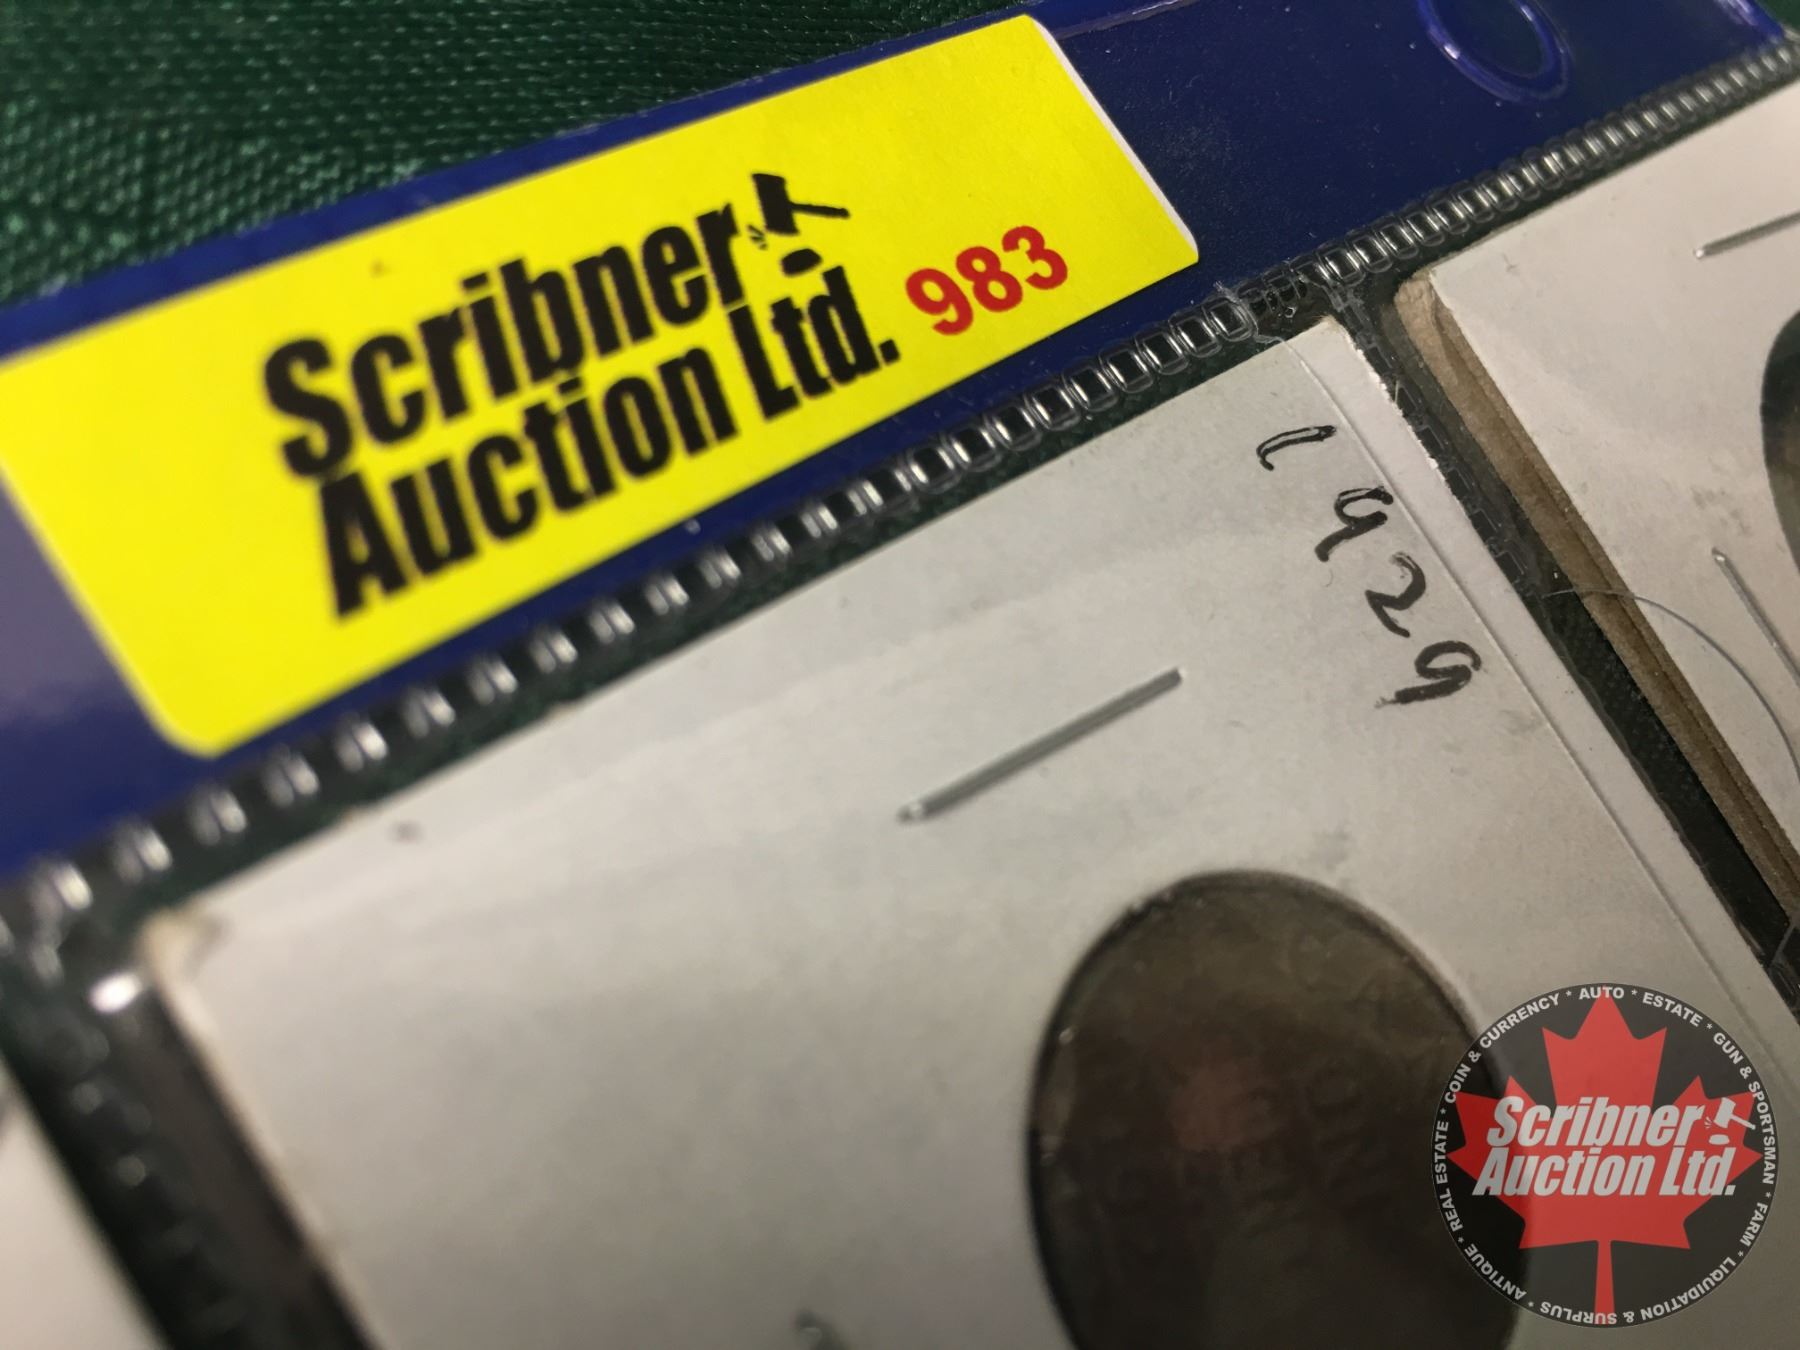 Scribner
Auction Ltd.
983
1929
Scribner
Auction Ltd.
COIN & CURRENCY * AUTO * ESTATE * GUN & SPORTSMAN * FARM * LIQUIDATION & SURPLUS * ANTIQUE * REAL ESTATE *